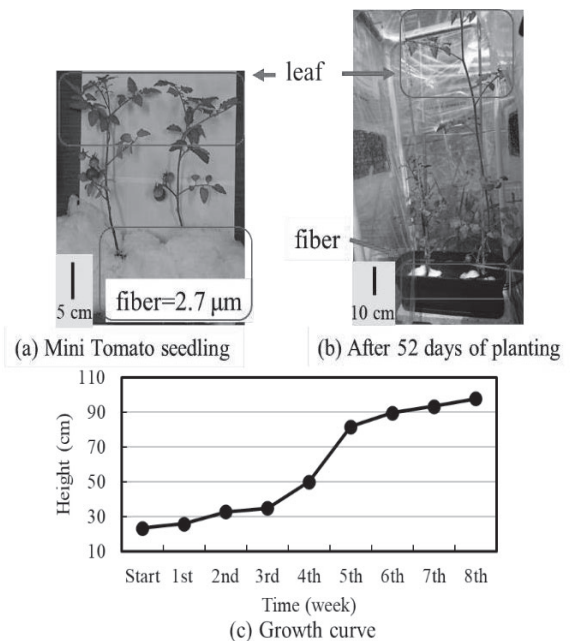 leaf
fiber
5 cm
fiber=2.7 μm
10 cm
(a) Mini Tomato seedling
(b) After 52 days of planting
110
90
70
50
30
10
Height (cm)
Start 1st 2nd 3rd 4th 5th 6th 7th 8th
Time (week)
(c) Growth curve